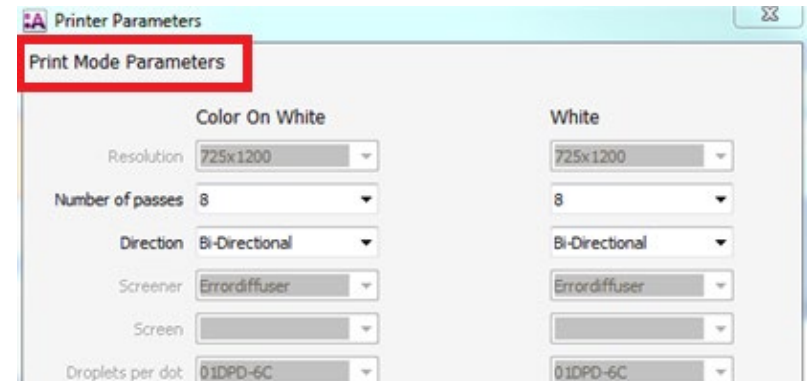 :A Printer Parameters
Print Mode Parameters
Color On White White
Resolution 725x1200 725x1200
Number of passes 8 8
Direction Bi-Directional Bi-Directional
Screener Errordiffuser Errordiffuser
Screen
Droplets per dot 01DPD-6C 01DPD-6C